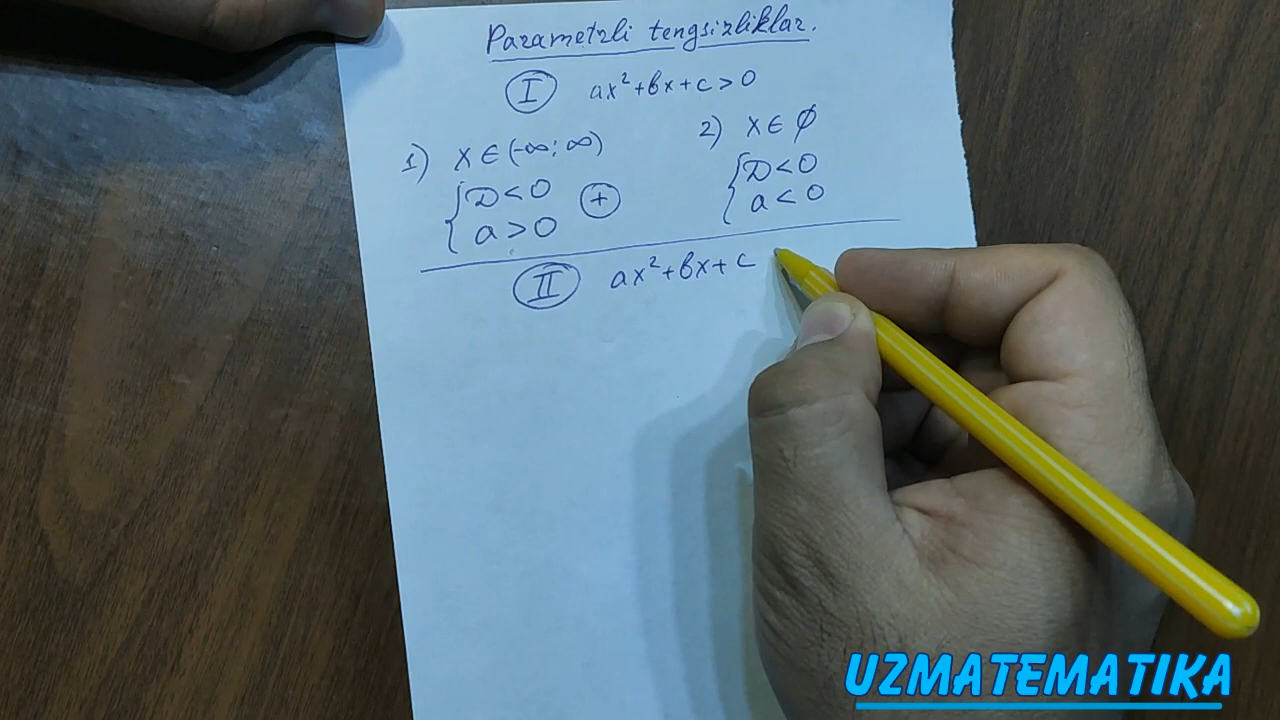 Parametrli tengsizliklar.
I ax²+bx+c>0
1) x∈(-∞;∞)
{D<0
{a>0
+
2) x∈∅
{D<0
{a<0
II ax²+bx+c
UZMATEMATIKA